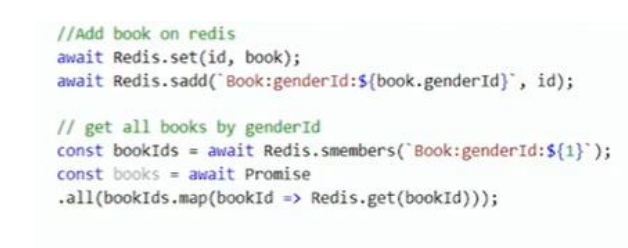 //Add book on redis
await Redis.set(id, book);
await Redis.sadd(`Book:genderId:${book.genderId}`, id);
// get all books by genderId
const bookIds = await Redis.smembers(`Book:genderId:${1}`);
const books = await Promise
.all(bookIds.map(bookId => Redis.get(bookId)));